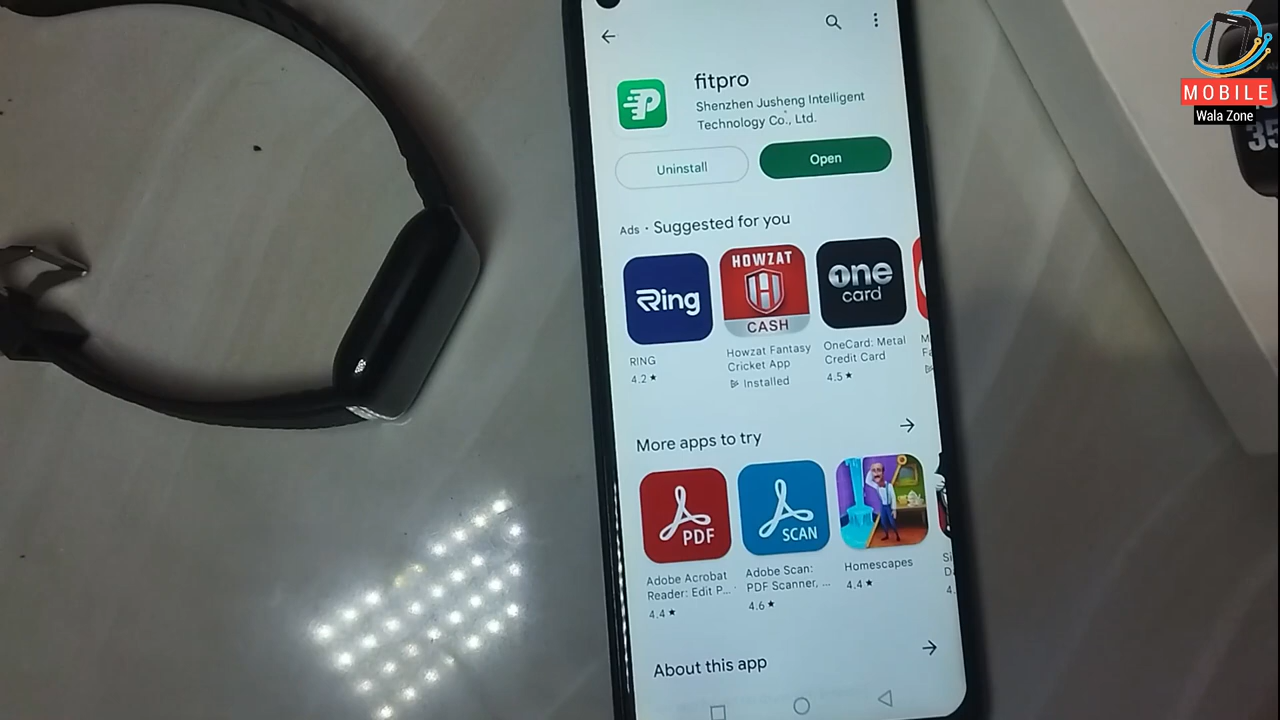 fitpro
Shenzhen Jusheng Intelligent
Technology Co., Ltd.
Uninstall
Open
Ads · Suggested for you
Ring
HOWZAT
CASH
one
card
RING
4.2 ★
Howzat Fantasy
Cricket App
Installed
OneCard: Metal
Credit Card
4.5 ★
More apps to try
PDF
SCAN
Adobe Acrobat
Reader: Edit P...
4.4 ★
Adobe Scan:
PDF Scanner, ...
4.6 ★
Homescapes
4.4 ★
About this app
MOBILE
Wala Zone
35